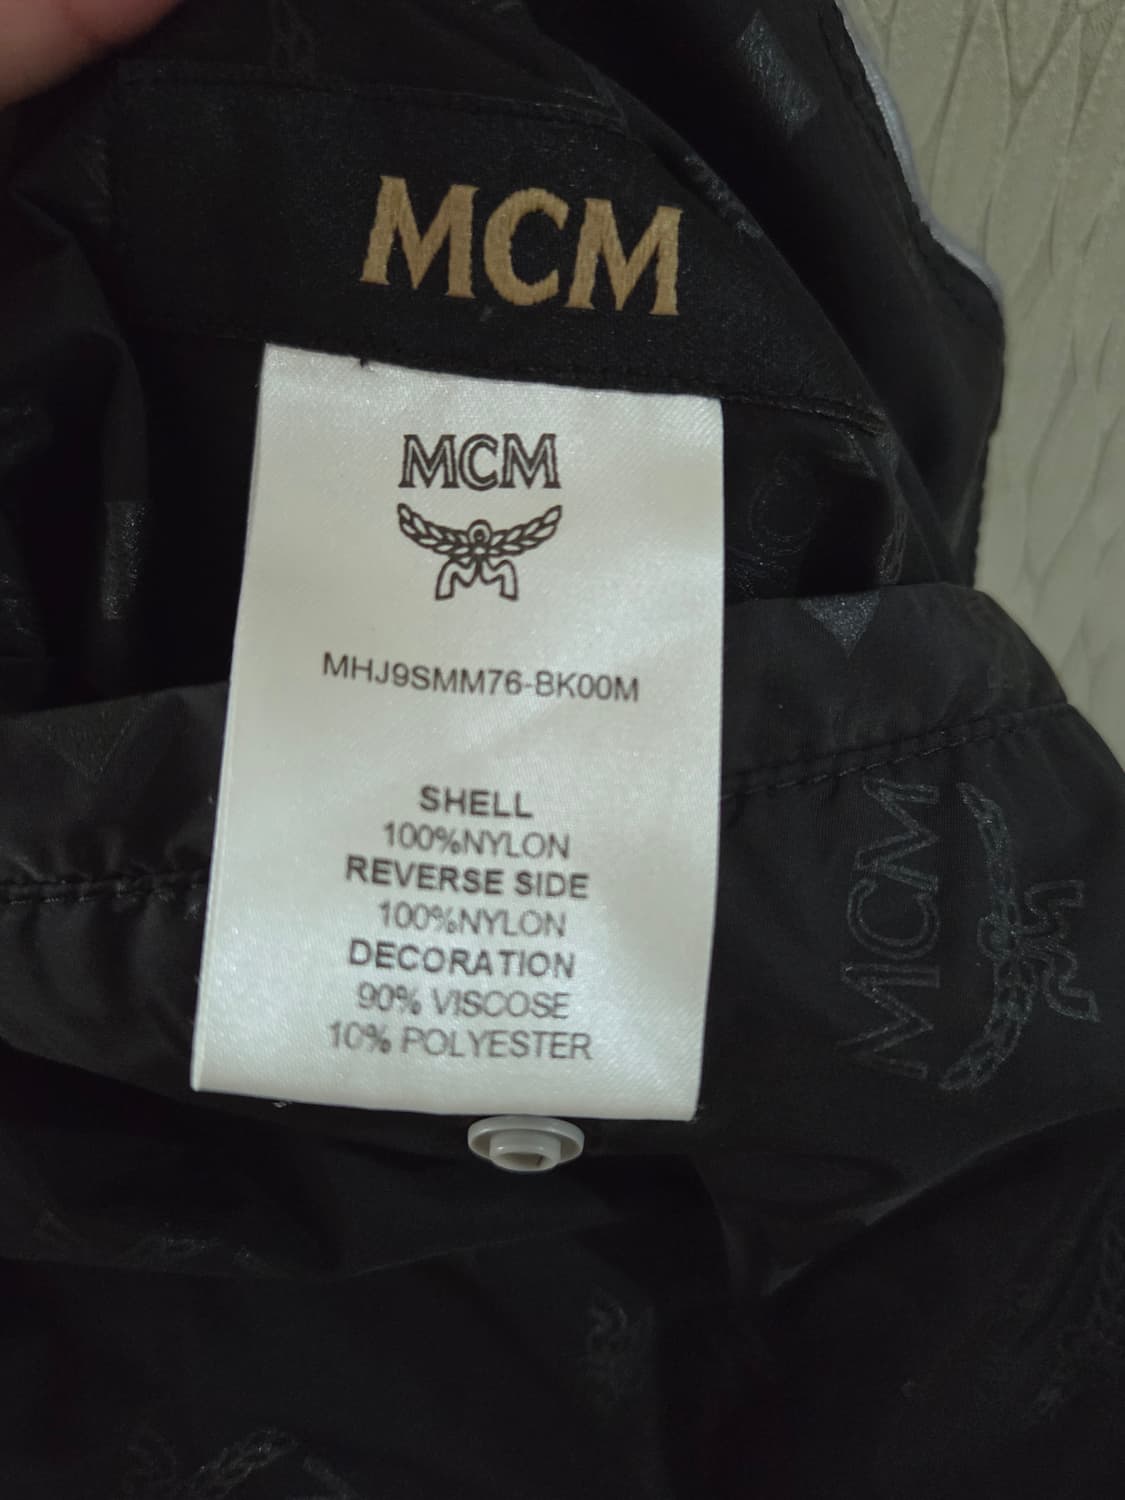 MCM
MCM
MHJ9SMM76-BK00M
SHELL
100%NYLON
REVERSE SIDE
100%NYLON
DECORATION
90% VISCOSE
10% POLYESTER
MCM